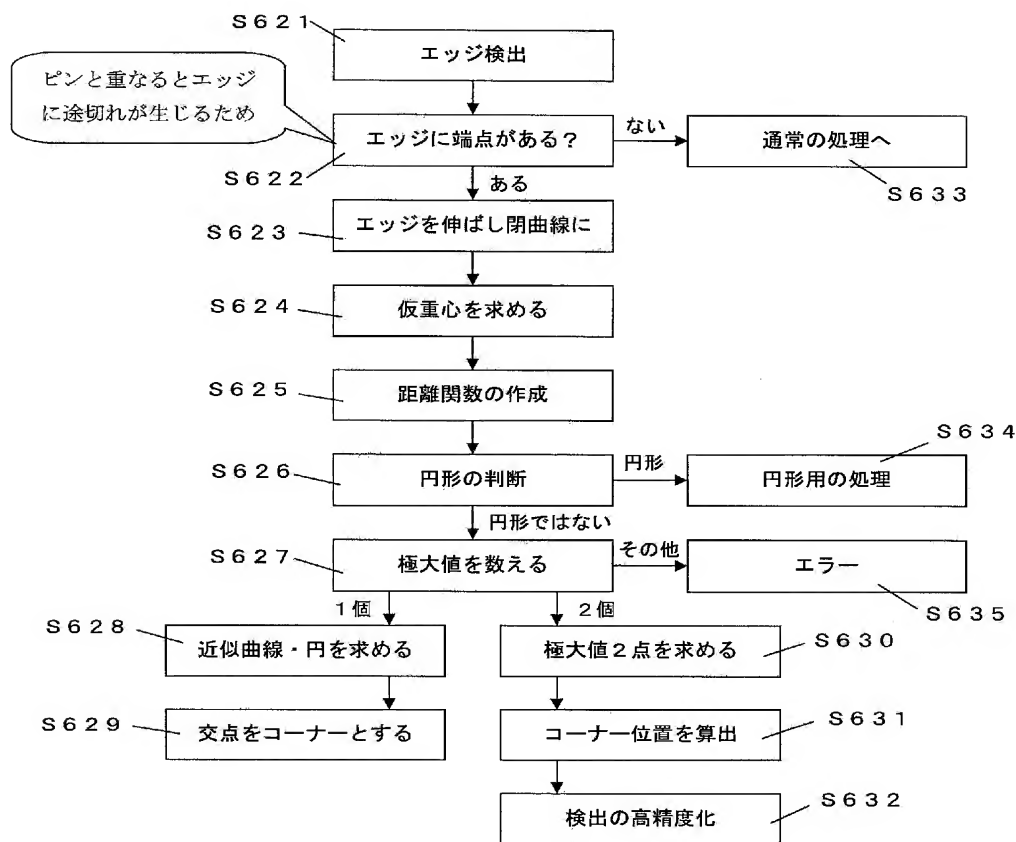 Ｓ６２１
エッジ検出
ピンと重なるとエッジ
に途切れが生じるため
エッジに端点がある？
ない
通常の処理へ
Ｓ６２２
ある
Ｓ６３３
エッジを伸ばし閉曲線に
Ｓ６２３
仮重心を求める
Ｓ６２４
距離関数の作成
Ｓ６２５
Ｓ６３４
円形の判断
円形
円形用の処理
Ｓ６２６
円形ではない
Ｓ６２７
極大値を数える
その他
エラー
１個
２個
Ｓ６３５
Ｓ６２８
近似曲線・円を求める
極大値２点を求める
Ｓ６３０
Ｓ６２９
交点をコーナーとする
コーナー位置を算出
Ｓ６３１
検出の高精度化
Ｓ６３２